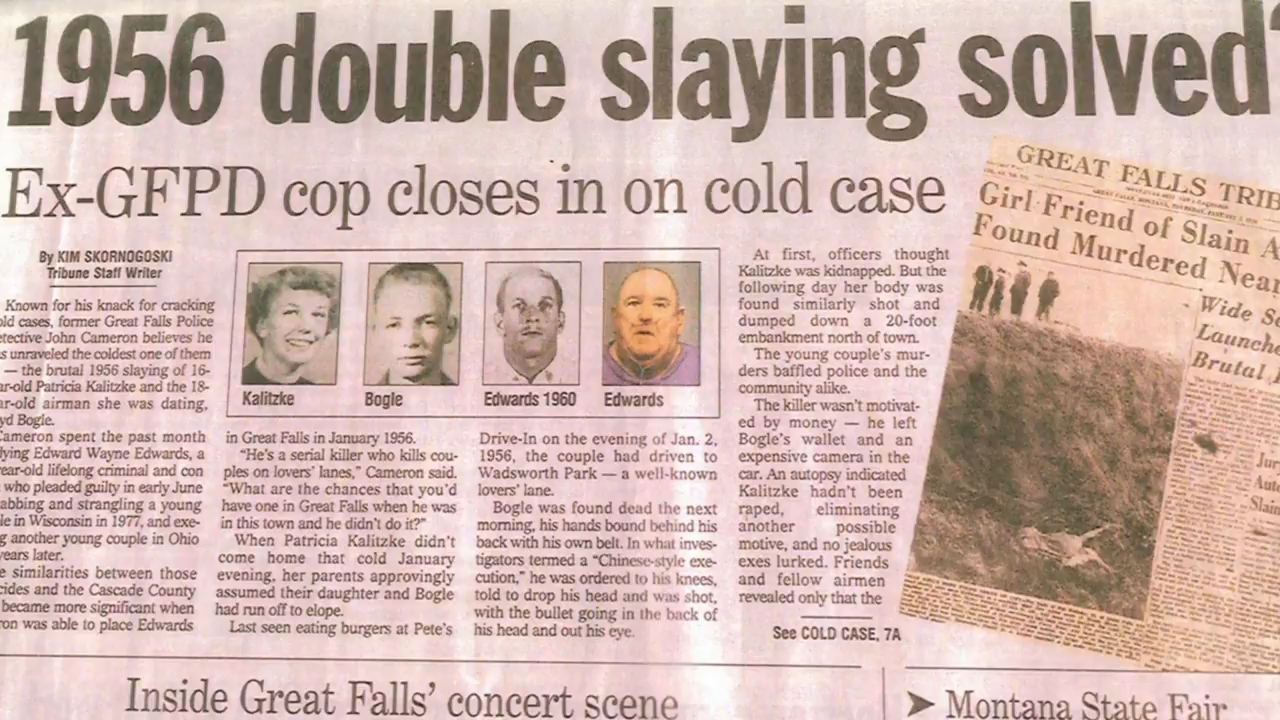 1956 double slaying solved?
Ex-GFPD cop closes in on cold case
By KIM SKORNOGOSKI
Tribune Staff Writer
Known for his knack for cracking
old cases, former Great Falls Police
etective John Cameron believes he
s unraveled the coldest one of them
— the brutal 1956 slaying of 16-
ar-old Patricia Kalitzke and the 18-
ar-old airman she was dating,
yd Bogle.
Cameron spent the past month
dying Edward Wayne Edwards, a
year-old lifelong criminal and con
who pleaded guilty in early June
abbing and strangling a young
le in Wisconsin in 1977, and exe-
g another young couple in Ohio
years later.
e similarities between those
cides and the Cascade County
became more significant when
ron was able to place Edwards
Kalitzke
Bogle
Edwards 1960
Edwards
in Great Falls in January 1956.
"He's a serial killer who kills cou-
ples on lovers' lanes," Cameron said.
"What are the chances that you'd
have one in Great Falls when he was
in this town and he didn't do it?"
When Patricia Kalitzke didn't
come home that cold January
evening, her parents approvingly
assumed their daughter and Bogle
had run off to elope.
Last seen eating burgers at Pete's
Drive-In on the evening of Jan. 2,
1956, the couple had driven to
Wadsworth Park — a well-known
lovers' lane.
Bogle was found dead the next
morning, his hands bound behind his
back with his own belt. In what inves-
tigators termed a "Chinese-style exe-
cution," he was ordered to his knees,
told to drop his head and was shot,
with the bullet going in the back of
his head and out his eye.
At first, officers thought
Kalitzke was kidnapped. But the
following day her body was
found similarly shot and
dumped down a 20-foot
embankment north of town.
The young couple's mur-
ders baffled police and the
community alike.
The killer wasn't motivat-
ed by money — he left
Bogle's wallet and an
expensive camera in the
car. An autopsy indicated
Kalitzke hadn't been
raped, eliminating
another possible
motive, and no jealous
exes lurked. Friends
and fellow airmen
revealed only that the
See COLD CASE, 7A
GREAT FALLS TRIB
Girl Friend of Slain A
Found Murdered Near
Wide S
Launche
Brutal
Jun
Aut
Slain
Inside Great Falls' concert scene
➤ Montana State Fair